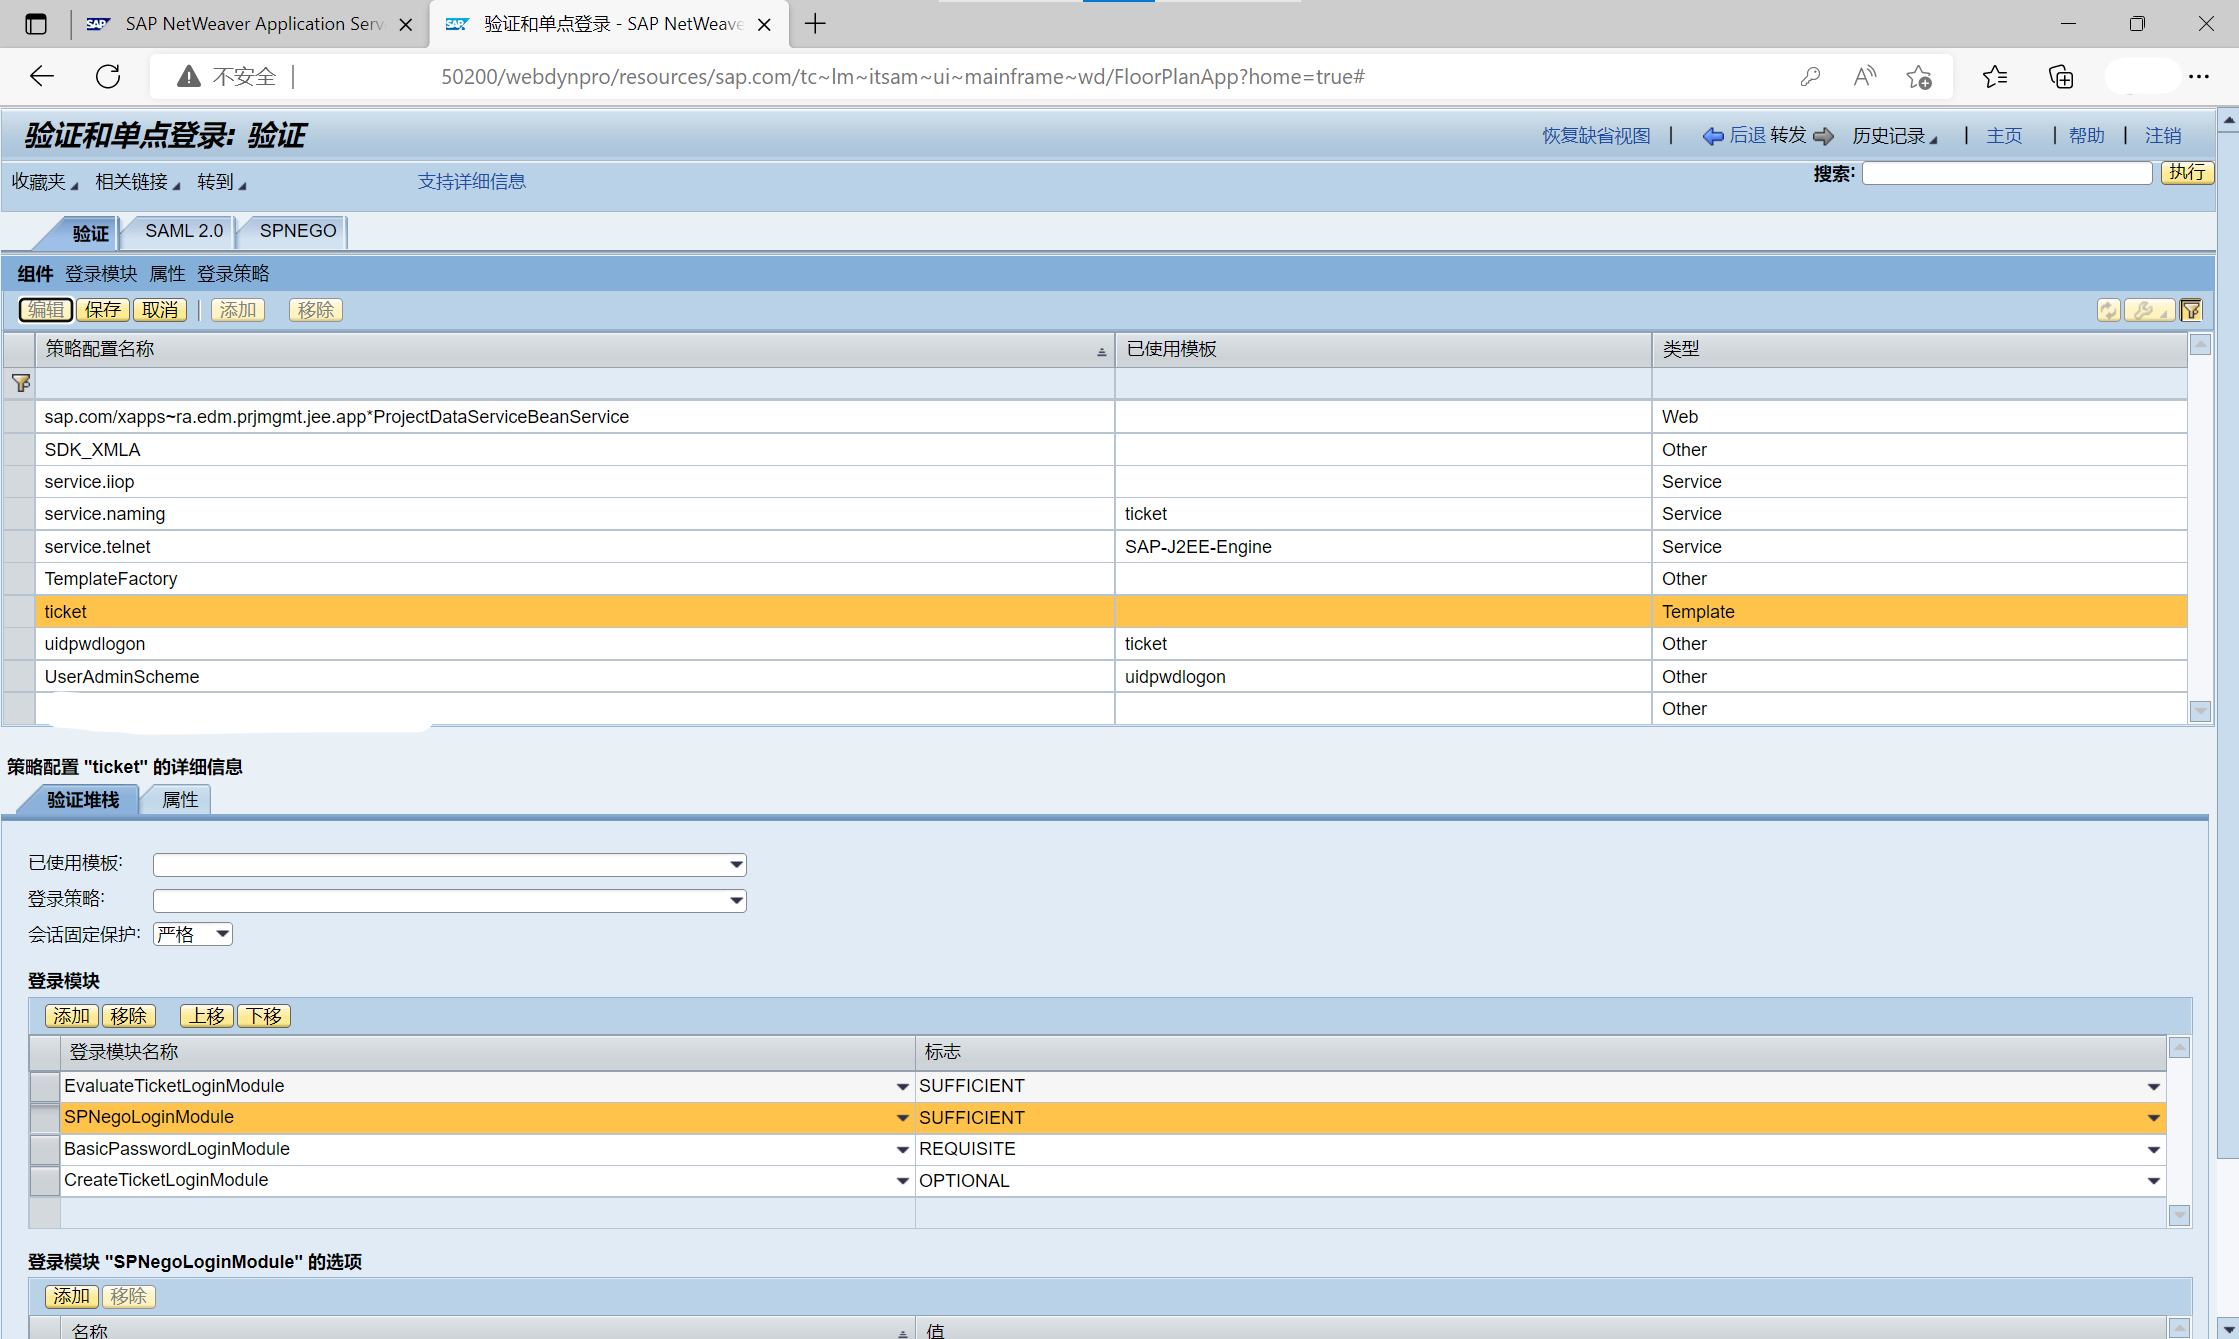 SAP NetWeaver Application Serv
验证和单点登录 - SAP NetWeave
不安全
50200/webdynpro/resources/sap.com/tc~lm~itsam~ui~mainframe~wd/FloorPlanApp?home=true#
验证和单点登录: 验证
恢复缺省视图 | 后退 转发 历史记录 | 主页 | 帮助 | 注销
收藏夹 相关链接 转到 支持详细信息
搜索: 执行
验证 SAML 2.0 SPNEGO
组件 登录模块 属性 登录策略
编辑 保存 取消 添加 移除
策略配置名称 已使用模板 类型
sap.com/xapps~ra.edm.prjmgmt.jee.app*ProjectDataServiceBeanService Web
SDK_XMLA Other
service.iiop Service
service.naming ticket Service
service.telnet SAP-J2EE-Engine Service
TemplateFactory Other
ticket Template
uidpwdlogon ticket Other
UserAdminScheme uidpwdlogon Other
Other
策略配置 "ticket" 的详细信息
验证堆栈 属性
已使用模板:
登录策略:
会话固定保护: 严格
登录模块
添加 移除 上移 下移
登录模块名称 标志
EvaluateTicketLoginModule SUFFICIENT
SPNegoLoginModule SUFFICIENT
BasicPasswordLoginModule REQUISITE
CreateTicketLoginModule OPTIONAL
登录模块 "SPNegoLoginModule" 的选项
添加 移除
名称 值